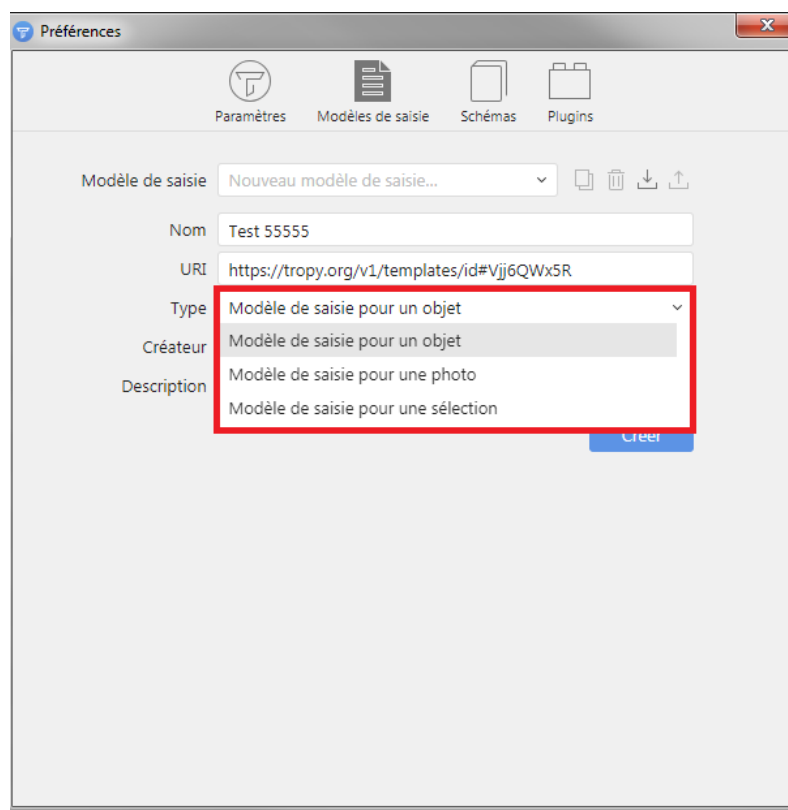 Préférences
Paramètres Modèles de saisie Schémas Plugins
Modèle de saisie Nouveau modèle de saisie...
Nom Test 55555
URI https://tropy.org/v1/templates/id#Vjj6QWx5R
Type Modèle de saisie pour un objet
Créateur Modèle de saisie pour un objet
Description Modèle de saisie pour une photo
Modèle de saisie pour une sélection
Créer